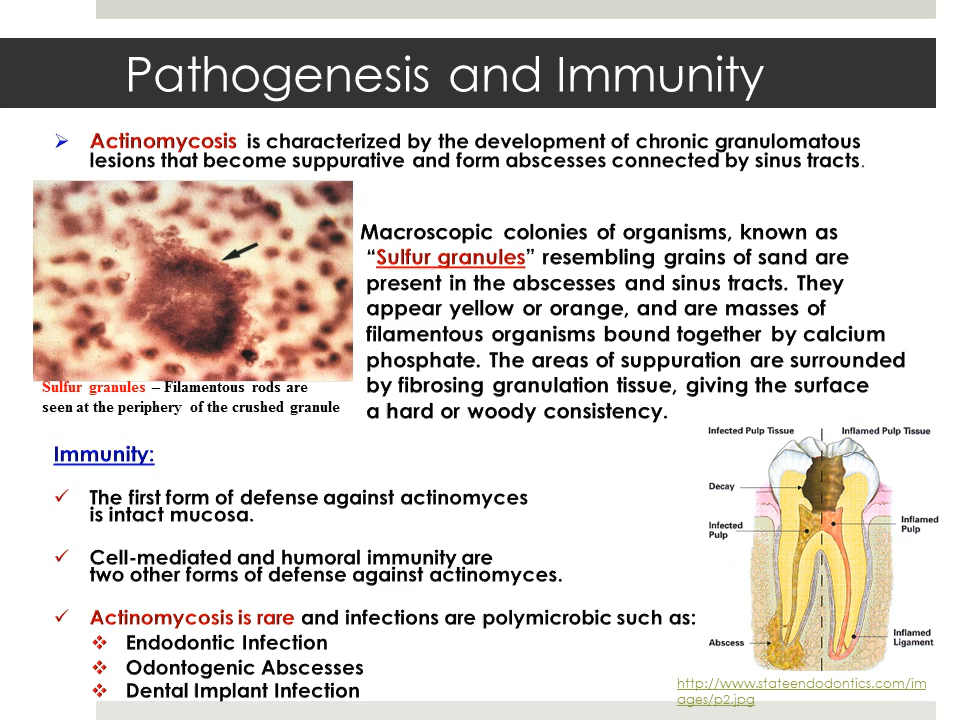 Pathogenesis and Immunity
Actinomycosis is characterized by the development of chronic granulomatous
lesions that become suppurative and form abscesses connected by sinus tracts.
Macroscopic colonies of organisms, known as
“Sulfur granules” resembling grains of sand are
present in the abscesses and sinus tracts. They
appear yellow or orange, and are masses of
filamentous organisms bound together by calcium
phosphate. The areas of suppuration are surrounded
by fibrosing granulation tissue, giving the surface
a hard or woody consistency.
Sulfur granules – Filamentous rods are
seen at the periphery of the crushed granule
Immunity:
The first form of defense against actinomyces
is intact mucosa.
Cell-mediated and humoral immunity are
two other forms of defense against actinomyces.
Actinomycosis is rare and infections are polymicrobic such as:
Endodontic Infection
Odontogenic Abscesses
Dental Implant Infection
Infected Pulp Tissue
Inflamed Pulp Tissue
Decay
Infected
Pulp
Inflamed
Pulp
Abscess
Inflamed
Ligament
http://www.stateendodontics.com/im
ages/p2.jpg